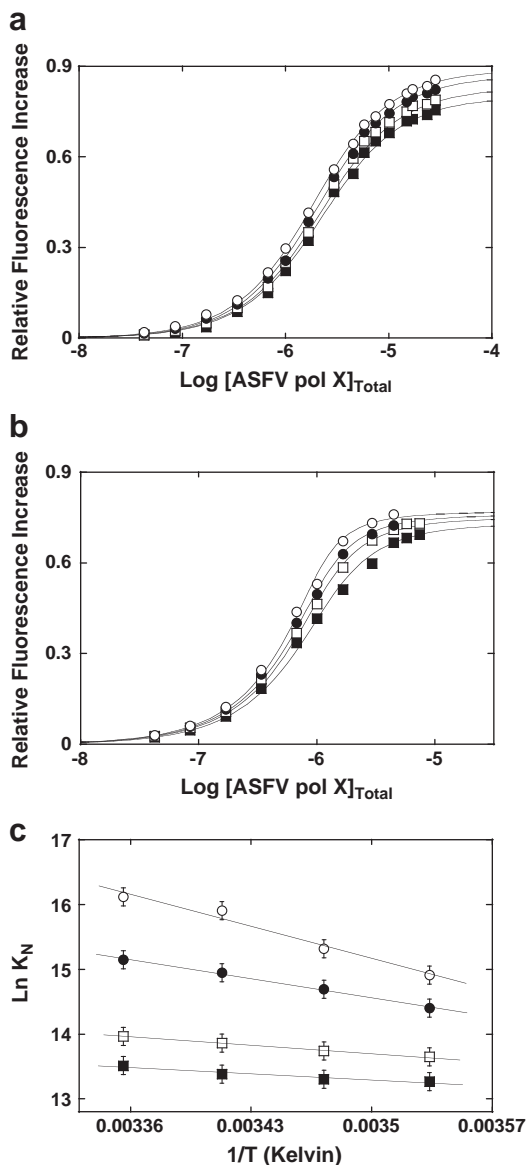 a
Relative Fluorescence Increase
0.9
0.6
0.3
0
-8
-7
-6
-5
-4
Log [ASFV pol X]Total
b
Relative Fluorescence Increase
0.9
0.6
0.3
0
-8
-7
-6
-5
Log [ASFV pol X]Total
c
Ln KN
17
16
15
14
13
0.00336
0.00343
0.0035
0.00357
1/T (Kelvin)